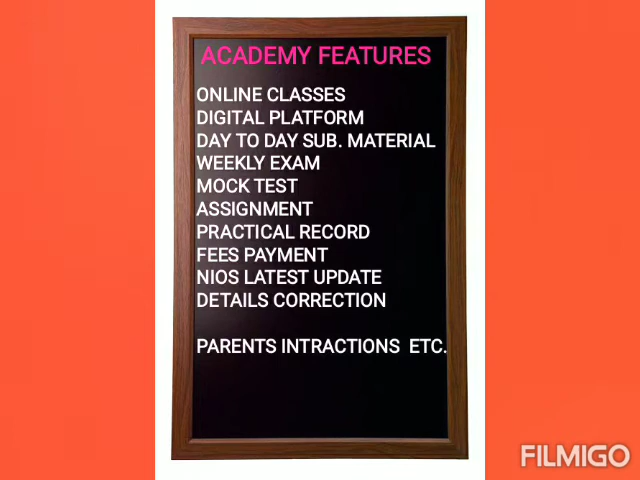 ACADEMY FEATURES
ONLINE CLASSES
DIGITAL PLATFORM
DAY TO DAY SUB. MATERIAL
WEEKLY EXAM
MOCK TEST
ASSIGNMENT
PRACTICAL RECORD
FEES PAYMENT
NIOS LATEST UPDATE
DETAILS CORRECTION
PARENTS INTRACTIONS ETC.
FILMIGO